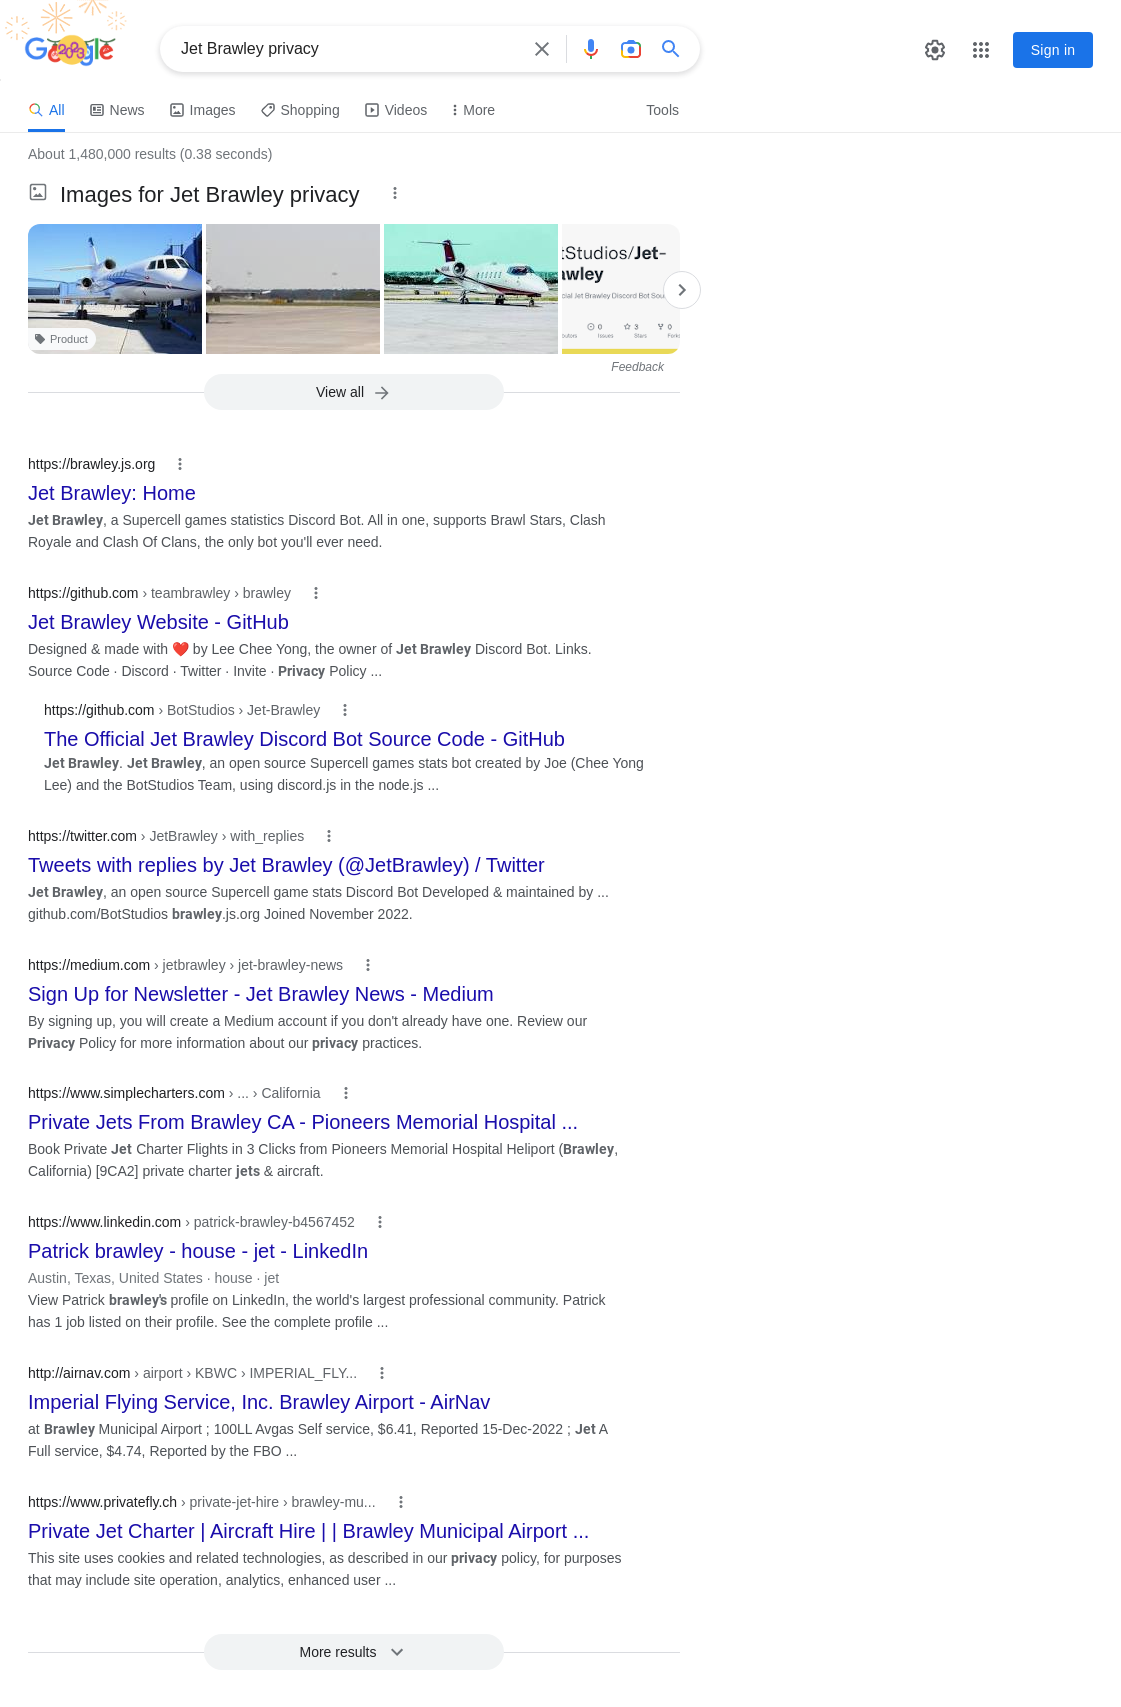 Google
2023
Jet Brawley privacy
Sign in
All
News
Images
Shopping
Videos
More
Tools
About 1,480,000 results (0.38 seconds)
Images for Jet Brawley privacy
Product
tStudios/Jet-
awley
cial Jet Brawley Discord Bot Sou
0
3
0
butors
Issues
Stars
Forks
Feedback
View all
https://brawley.js.org
Jet Brawley: Home
Jet Brawley, a Supercell games statistics Discord Bot. All in one, supports Brawl Stars, Clash
Royale and Clash Of Clans, the only bot you'll ever need.
https://github.com › teambrawley › brawley
Jet Brawley Website - GitHub
Designed & made with ❤️ by Lee Chee Yong, the owner of Jet Brawley Discord Bot. Links.
Source Code · Discord · Twitter · Invite · Privacy Policy ...
https://github.com › BotStudios › Jet-Brawley
The Official Jet Brawley Discord Bot Source Code - GitHub
Jet Brawley. Jet Brawley, an open source Supercell games stats bot created by Joe (Chee Yong
Lee) and the BotStudios Team, using discord.js in the node.js ...
https://twitter.com › JetBrawley › with_replies
Tweets with replies by Jet Brawley (@JetBrawley) / Twitter
Jet Brawley, an open source Supercell game stats Discord Bot Developed & maintained by ...
github.com/BotStudios brawley.js.org Joined November 2022.
https://medium.com › jetbrawley › jet-brawley-news
Sign Up for Newsletter - Jet Brawley News - Medium
By signing up, you will create a Medium account if you don't already have one. Review our
Privacy Policy for more information about our privacy practices.
https://www.simplecharters.com › ... › California
Private Jets From Brawley CA - Pioneers Memorial Hospital ...
Book Private Jet Charter Flights in 3 Clicks from Pioneers Memorial Hospital Heliport (Brawley,
California) [9CA2] private charter jets & aircraft.
https://www.linkedin.com › patrick-brawley-b4567452
Patrick brawley - house - jet - LinkedIn
Austin, Texas, United States · house · jet
View Patrick brawley's profile on LinkedIn, the world's largest professional community. Patrick
has 1 job listed on their profile. See the complete profile ...
http://airnav.com › airport › KBWC › IMPERIAL_FLY...
Imperial Flying Service, Inc. Brawley Airport - AirNav
at Brawley Municipal Airport ; 100LL Avgas Self service, $6.41, Reported 15-Dec-2022 ; Jet A
Full service, $4.74, Reported by the FBO ...
https://www.privatefly.ch › private-jet-hire › brawley-mu...
Private Jet Charter | Aircraft Hire | | Brawley Municipal Airport ...
This site uses cookies and related technologies, as described in our privacy policy, for purposes
that may include site operation, analytics, enhanced user ...
More results